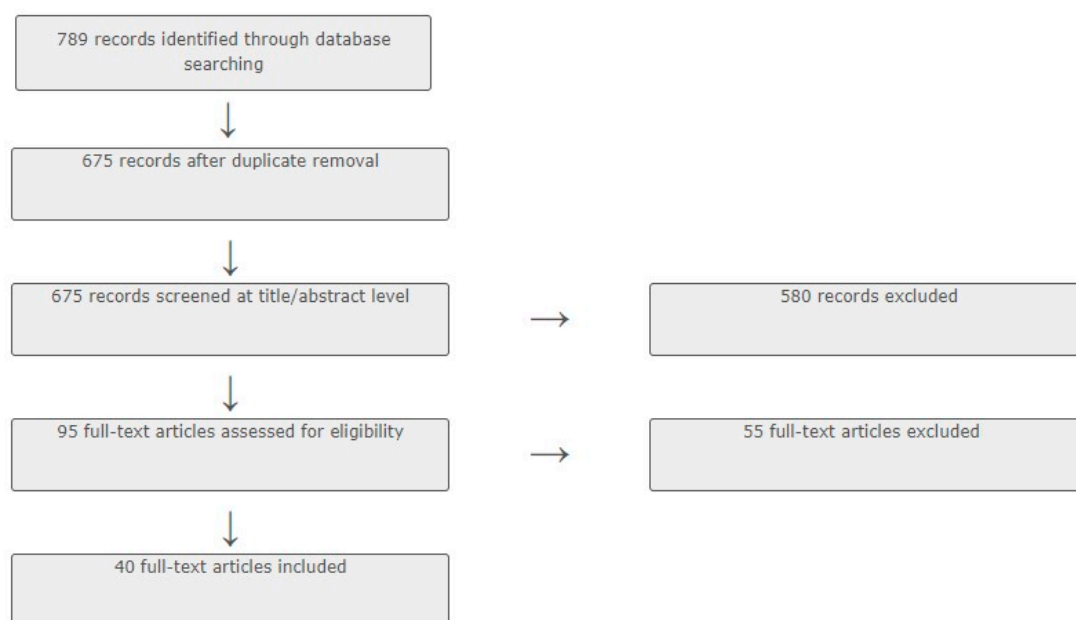 789 records identified through database
searching
675 records after duplicate removal
675 records screened at title/abstract level
580 records excluded
95 full-text articles assessed for eligibility
55 full-text articles excluded
40 full-text articles included